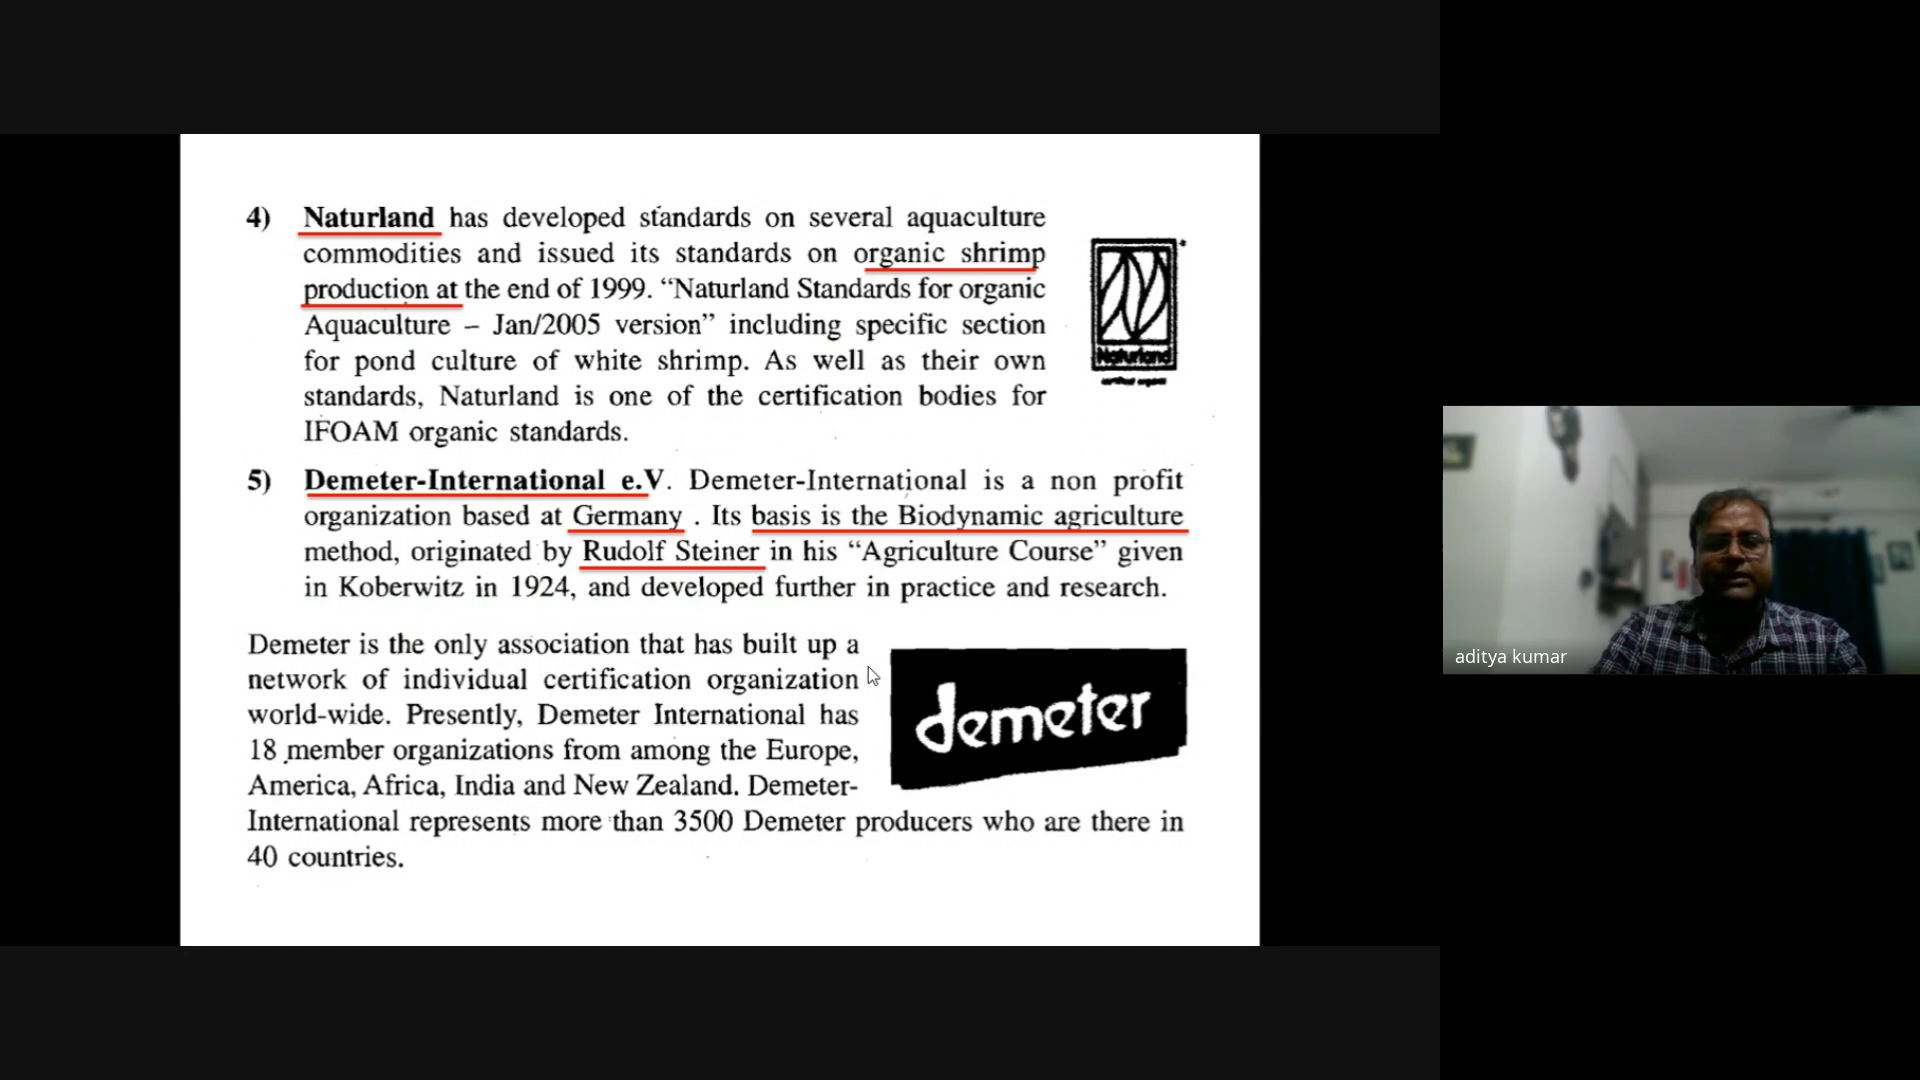 4) Naturland has developed standards on several aquaculture
commodities and issued its standards on organic shrimp
production at the end of 1999. “Naturland Standards for organic
Aquaculture – Jan/2005 version” including specific section
for pond culture of white shrimp. As well as their own
standards, Naturland is one of the certification bodies for
IFOAM organic standards.
Naturland
certified organic
5) Demeter-International e.V. Demeter-International is a non profit
organization based at Germany . Its basis is the Biodynamic agriculture
method, originated by Rudolf Steiner in his “Agriculture Course” given
in Koberwitz in 1924, and developed further in practice and research.
Demeter is the only association that has built up a
network of individual certification organization
world-wide. Presently, Demeter International has
18 member organizations from among the Europe,
America, Africa, India and New Zealand. Demeter-
International represents more than 3500 Demeter producers who are there in
40 countries.
demeter
aditya kumar